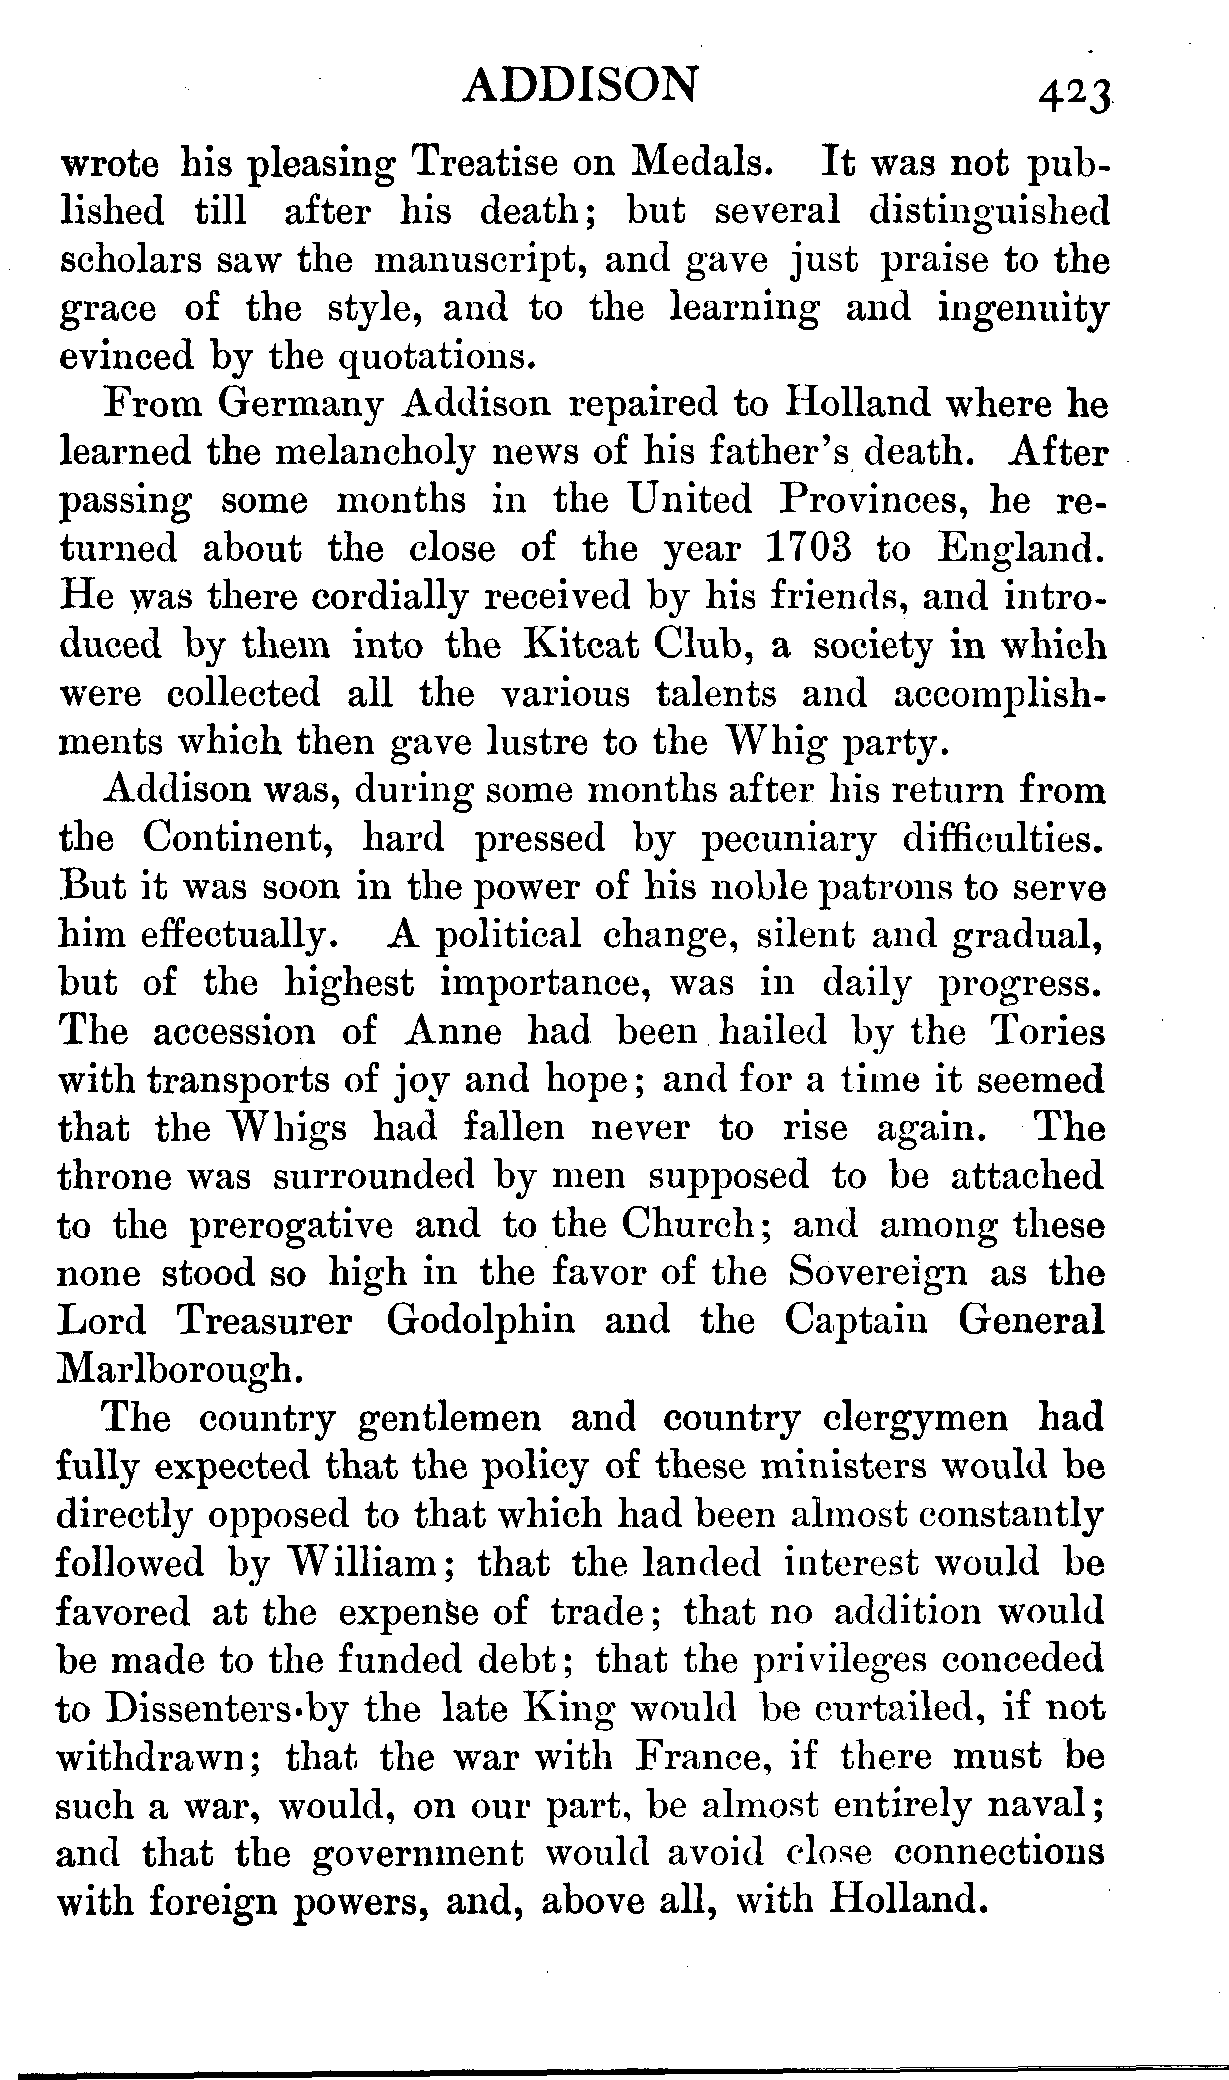 ADDISON 423
wrote his pleasing Treatise on Medals. It was not pub-
lished till after his death; but several distinguished
scholars saw the manuscript, and gave just praise to the
grace of the style, and to the learning and ingenuity
evinced by the quotations.
From Germany Addison repaired to Holland where he
learned the melancholy news of his father's death. After
passing some months in the United Provinces, he re-
turned about the close of the year 1703 to England.
He was there cordially received by his friends, and intro-
duced by them into the Kitcat Club, a society in which
were collected all the various talents and accomplish-
ments which then gave lustre to the Whig party.
Addison was, during some months after his return from
the Continent, hard pressed by pecuniary difficulties.
But it was soon in the power of his noble patrons to serve
him effectually. A political change, silent and gradual,
but of the highest importance, was in daily progress.
The accession of Anne had been hailed by the Tories
with transports of joy and hope; and for a time it seemed
that the Whigs had fallen never to rise again. The
throne was surrounded by men supposed to be attached
to the prerogative and to the Church; and among these
none stood so high in the favor of the Sovereign as the
Lord Treasurer Godolphin and the Captain General
Marlborough.
The country gentlemen and country clergymen had
fully expected that the policy of these ministers would be
directly opposed to that which had been almost constantly
followed by William; that the landed interest would be
favored at the expense of trade; that no addition would
be made to the funded debt; that the privileges conceded
to Dissenters by the late King would be curtailed, if not
withdrawn; that the war with France, if there must be
such a war, would, on our part, be almost entirely naval;
and that the government would avoid close connections
with foreign powers, and, above all, with Holland.